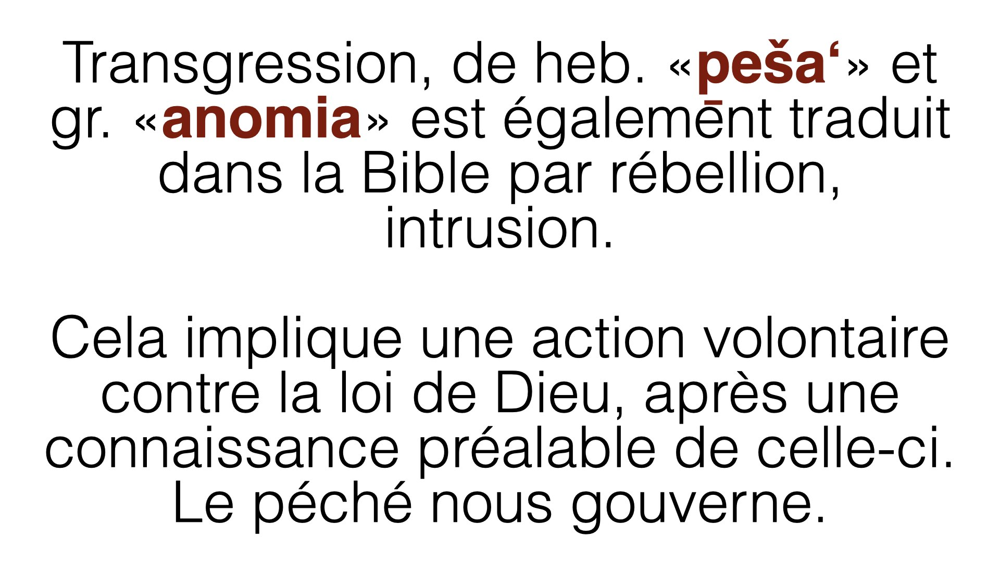 Transgression, de heb. «peša‘» et
gr. «anomia» est égalemēnt traduit
dans la Bible par rébellion,
intrusion.
Cela implique une action volontaire
contre la loi de Dieu, après une
connaissance préalable de celle-ci.
Le péché nous gouverne.